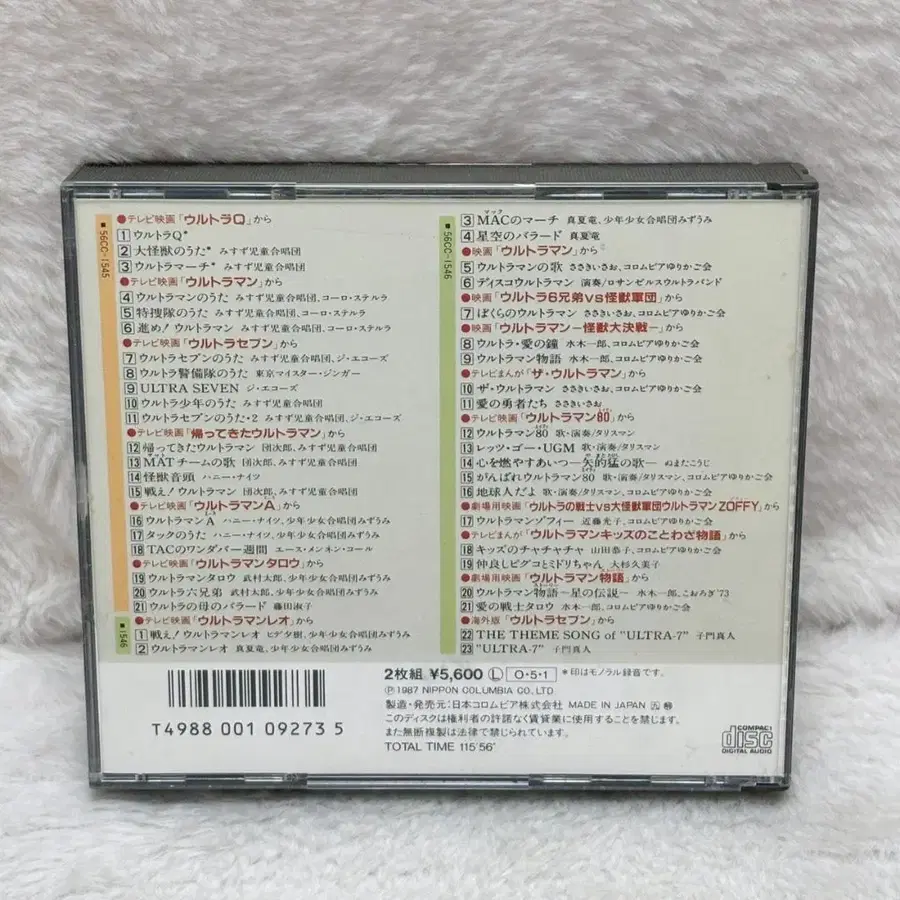 ■56CC-1545
●テレビ映画「ウルトラQ」から
1 ウルトラQ*
2 大怪獣のうた* みすず児童合唱団
3 ウルトラマーチ* みすず児童合唱団
●テレビ映画「ウルトラマン」から
4 ウルトラマンのうた みすず児童合唱団、コーロ・ステルラ
5 特捜隊のうた みすず児童合唱団、コーロ・ステルラ
6 進め!ウルトラマン みすず児童合唱団、コーロ・ステルラ
●テレビ映画「ウルトラセブン」から
7 ウルトラセブンのうた みすず児童合唱団、ジ・エコーズ
8 ウルトラ警備隊のうた 東京マイスター・ジンガー
9 ULTRA SEVEN ジ・エコーズ
10 ウルトラ少年のうた みすず児童合唱団
11 ウルトラセブンのうた・2 みすず児童合唱団、ジ・エコーズ
●テレビ映画「帰ってきたウルトラマン」から
12 帰ってきたウルトラマン 団次郎、みすず児童合唱団
13 MATチームの歌 団次郎、みすず児童合唱団
14 怪獣音頭 ハニー・ナイツ
15 戦え!ウルトラマン 団次郎、みすず児童合唱団
●テレビ映画「ウルトラマンA」から
16 ウルトラマンA ハニー・ナイツ、少年少女合唱団みずうみ
17 タックのうた ハニー・ナイツ、少年少女合唱団みずうみ
18 TACのワンダバー週間 エース・メンネン・コール
●テレビ映画「ウルトラマンタロウ」から
19 ウルトラマンタロウ 武村太郎、少年少女合唱団みずうみ
20 ウルトラ六兄弟 武村太郎、少年少女合唱団みずうみ
21 ウルトラの母のバラード 藤田淑子
■1546
●テレビ映画「ウルトラマンレオ」から
1 戦え!ウルトラマンレオ ヒデ夕樹、少年少女合唱団みずうみ
2 ウルトラマンレオ 真夏竜、少年少女合唱団みずうみ
■56CC-1546
3 MACのマーチ 真夏竜、少年少女合唱団みずうみ
4 星空のバラード 真夏竜
●映画「ウルトラマン」から
5 ウルトラマンの歌 ささきいさお、コロムビアゆりかご会
6 ディスコウルトラマン 演奏/ロサンゼルスウルトラバンド
●映画「ウルトラ6兄弟vs怪獣軍団」から
7 ぼくらのウルトラマン ささきいさお、コロムビアゆりかご会
●映画「ウルトラマン―怪獣大決戦―」から
8 ウルトラ・愛の鐘 水木一郎、コロムビアゆりかご会
9 ウルトラマン物語 水木一郎、コロムビアゆりかご会
●テレビまんが「ザ・ウルトラマン」から
10 ザ・ウルトラマン ささきいさお、コロムビアゆりかご会
11 愛の勇者たち ささきいさお
●テレビ映画「ウルトラマン80」から
12 ウルトラマン80 歌・演奏/タリスマン
13 レッツ・ゴー・UGM 歌・演奏/タリスマン
14 心を燃やすあいつ―矢的猛の歌― ぬまたこうじ
15 がんばれウルトラマン80 歌・演奏/タリスマン、コロムビアゆりかご会
16 地球人だよ 歌・演奏/タリスマン、コロムビアゆりかご会
●劇場用映画「ウルトラの戦士vs大怪獣軍団ウルトラマンZOFFY」から
17 ウルトラマンゾフィー 近藤光子、コロムビアゆりかご会
●テレビまんが「ウルトラマンキッズのことわざ物語」から
18 キッズのチャチャチャ 山田恭子、コロムビアゆりかご会
19 仲良しピグコとミドリちゃん 大杉久美子
●劇場用映画「ウルトラマン物語」から
20 ウルトラマン物語〜星の伝説〜 水木一郎、こおろぎ'73
21 愛の戦士タロウ 水木一郎、コロムビアゆりかご会
●海外版「ウルトラセブン」から
22 THE THEME SONG of "ULTRA-7" 子門真人
23 "ULTRA-7" 子門真人
T4988 001 09273 5
2枚組 ¥5,600 Ⓛ O・5・1 *印はモノラル録音です。
Ⓟ1987 NIPPON COLUMBIA CO., LTD.
製造・発売元:日本コロムビア株式会社 MADE IN JAPAN
このディスクは権利者の許諾なく賃貸業に使用することを禁じます。
また無断複製は法律で禁じられています。
TOTAL TIME 115'56"
COMPACT
disc
DIGITAL AUDIO